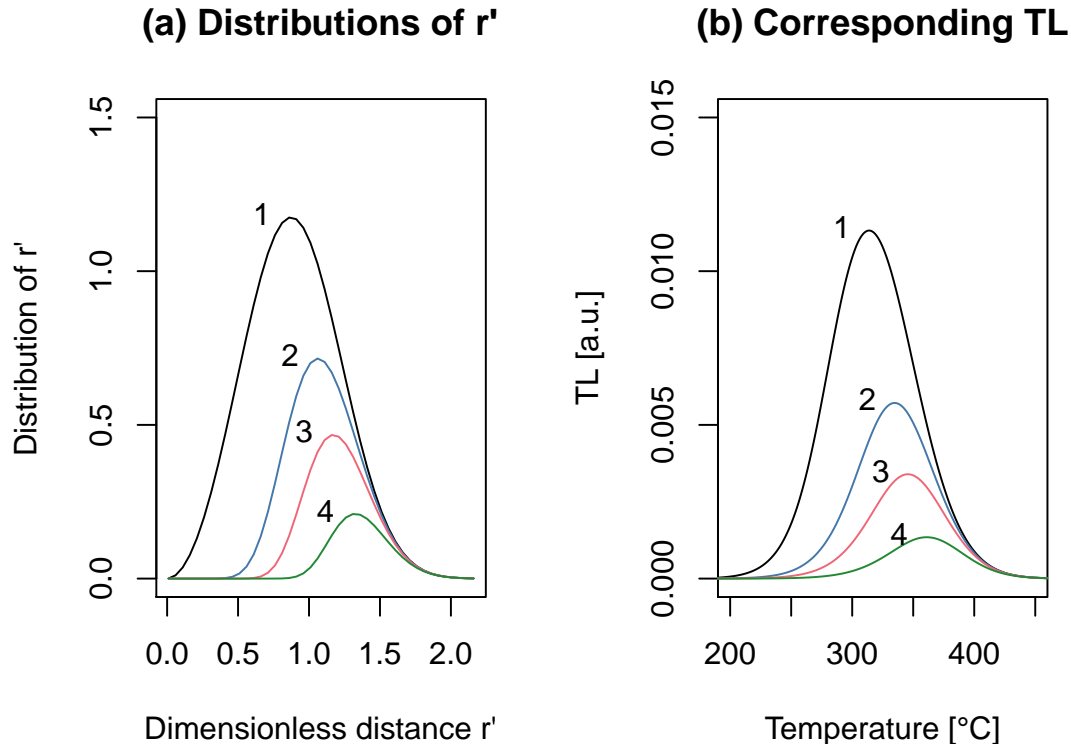 (a) Distributions of r'
Distribution of r'
1.5
1.0
0.5
0.0
1
2
3
4
0.0 0.5 1.0 1.5 2.0
Dimensionless distance r'
(b) Corresponding TL
TL [a.u.]
0.015
0.010
0.005
0.000
1
2
3
4
200 300 400
Temperature [°C]